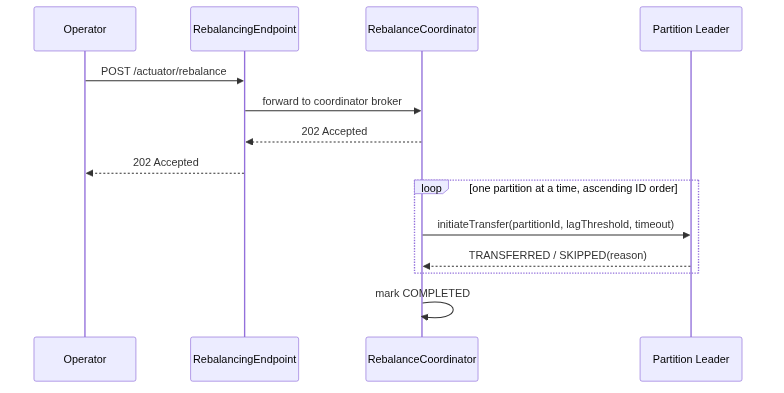 Operator
RebalancingEndpoint
RebalanceCoordinator
Partition Leader
POST /actuator/rebalance
forward to coordinator broker
202 Accepted
202 Accepted
loop
[one partition at a time, ascending ID order]
initiateTransfer(partitionId, lagThreshold, timeout)
TRANSFERRED / SKIPPED(reason)
mark COMPLETED
Operator
RebalancingEndpoint
RebalanceCoordinator
Partition Leader